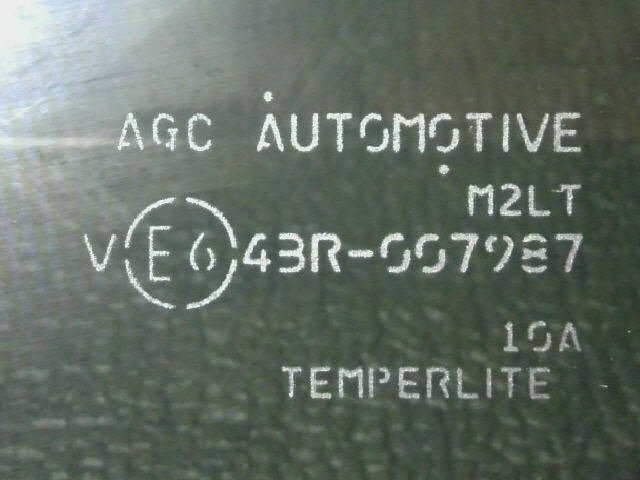 AGC AUTOMOTIVE
M2LT
V E6 43R-007987
10A
TEMPERLITE